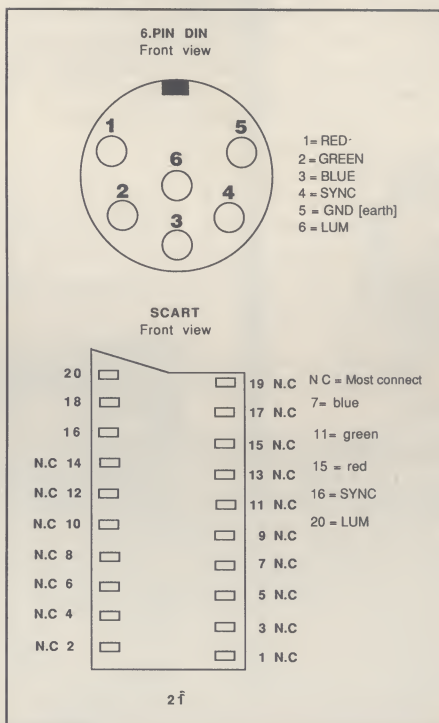 6.PIN DIN
Front view
1
5
6
2
4
3
1= RED-
2 = GREEN
3 = BLUE
4 = SYNC
5 = GND [earth]
6 = LUM
SCART
Front view
20
18
16
N.C 14
N.C 12
N.C 10
N.C 8
N.C 6
N.C 4
N.C 2
19 N.C
17 N.C
15 N.C
13 N.C
11 N.C
9 N.C
7 N.C
5 N.C
3 N.C
1 N.C
N C = Most connect
7= blue
11= green
15 = red
16 = SYNC
20 = LUM